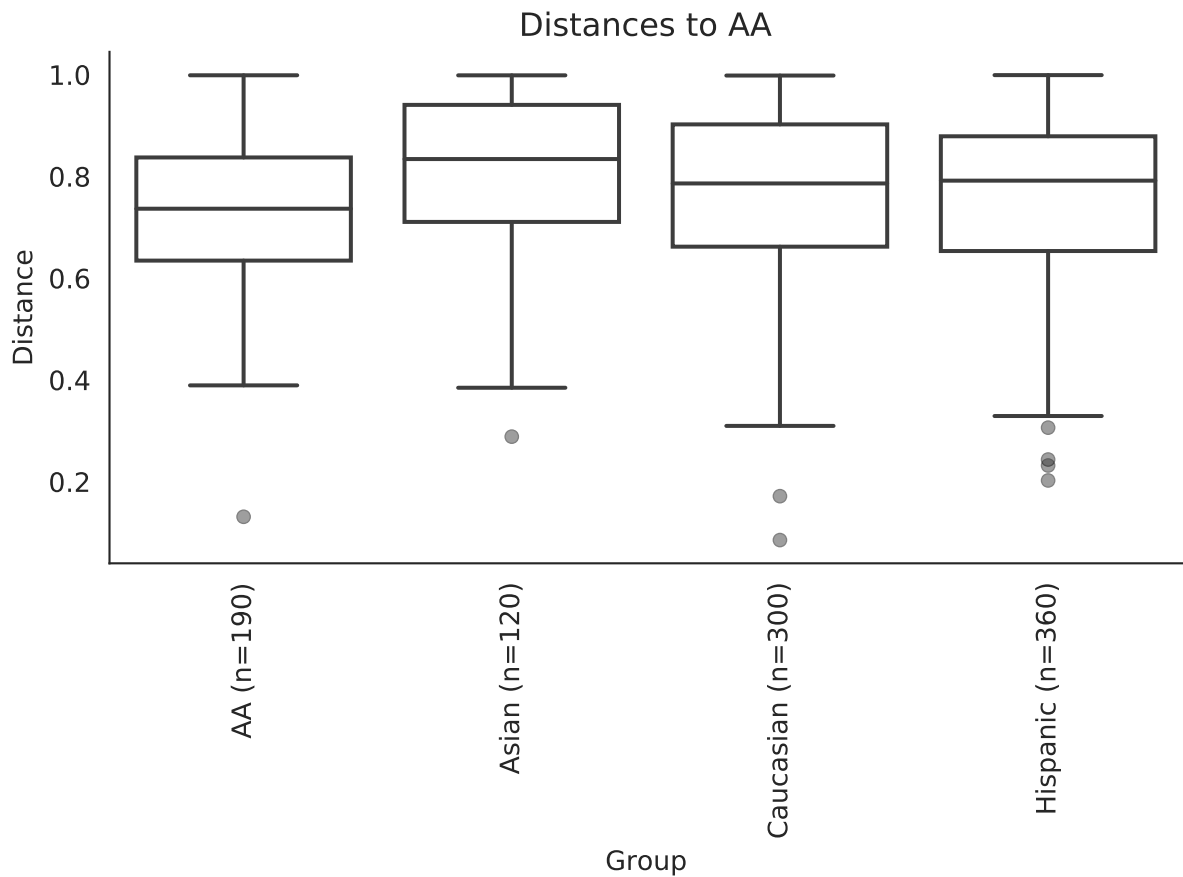 Distances to AA
1.0
0.8
0.6
0.4
0.2
Distance
AA (n=190)
Asian (n=120)
Caucasian (n=300)
Hispanic (n=360)
Group